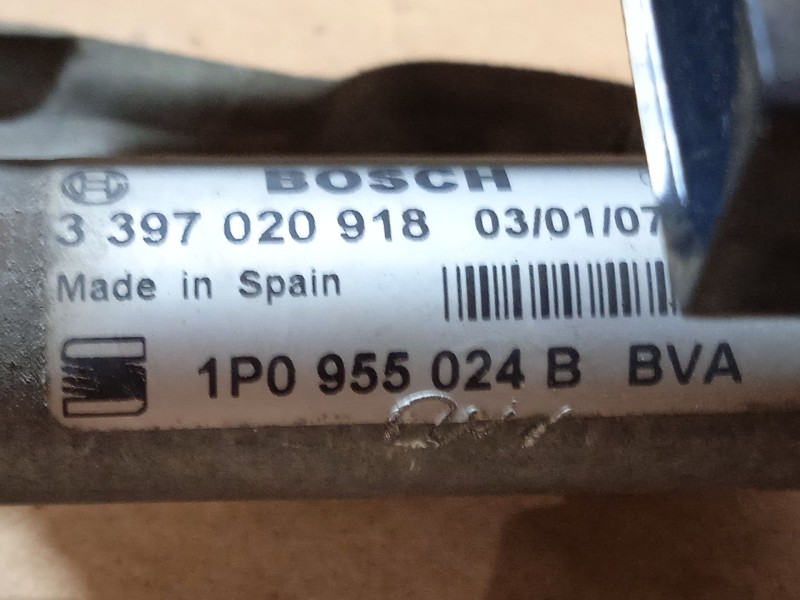 BOSCH
3 397 020 918 03/01/07
Made in Spain
1P0 955 024 B BVA